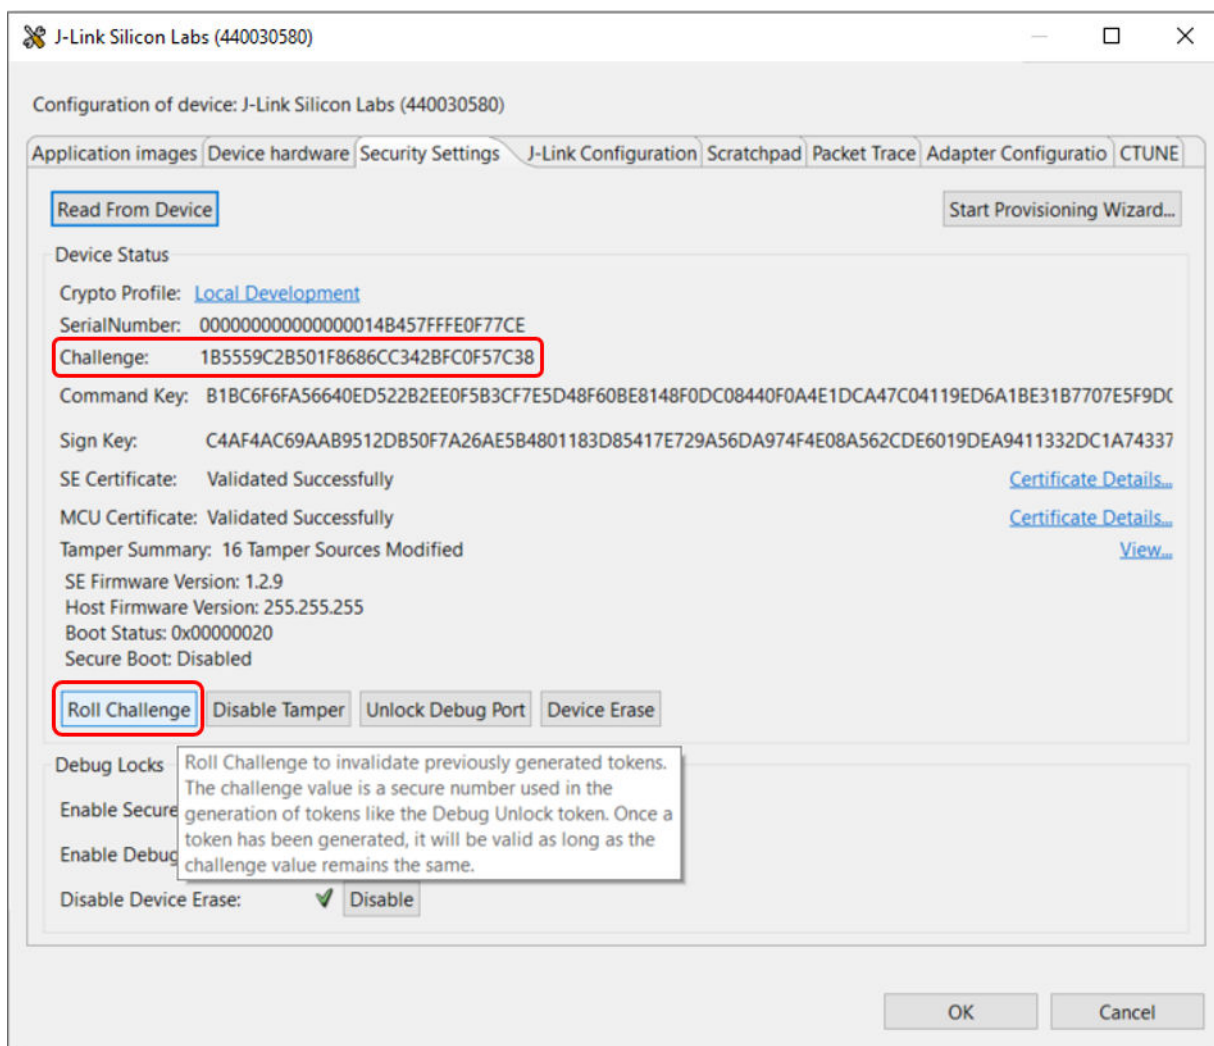 J-Link Silicon Labs (440030580)
Configuration of device: J-Link Silicon Labs (440030580)
Application images Device hardware Security Settings J-Link Configuration Scratchpad Packet Trace Adapter Configuratio CTUNE
Read From Device Start Provisioning Wizard...
Device Status
Crypto Profile: Local Development
SerialNumber: 000000000000000014B457FFFE0F77CE
Challenge: 1B5559C2B501F8686CC342BFC0F57C38
Command Key: B1BC6F6FA56640ED522B2EE0F5B3CF7E5D48F60BE8148F0DC08440F0A4E1DCA47C04119ED6A1BE31B7707E5F9D0
Sign Key: C4AF4AC69AAB9512DB50F7A26AE5B4801183D85417E729A56DA974F4E08A562CDE6019DEA9411332DC1A74337
SE Certificate: Validated Successfully Certificate Details...
MCU Certificate: Validated Successfully Certificate Details...
Tamper Summary: 16 Tamper Sources Modified View...
SE Firmware Version: 1.2.9
Host Firmware Version: 255.255.255
Boot Status: 0x00000020
Secure Boot: Disabled
Roll Challenge Disable Tamper Unlock Debug Port Device Erase
Debug Locks
Roll Challenge to invalidate previously generated tokens.
The challenge value is a secure number used in the
generation of tokens like the Debug Unlock token. Once a
token has been generated, it will be valid as long as the
challenge value remains the same.
Enable Secure
Enable Debug
Disable Device Erase: Disable
OK Cancel